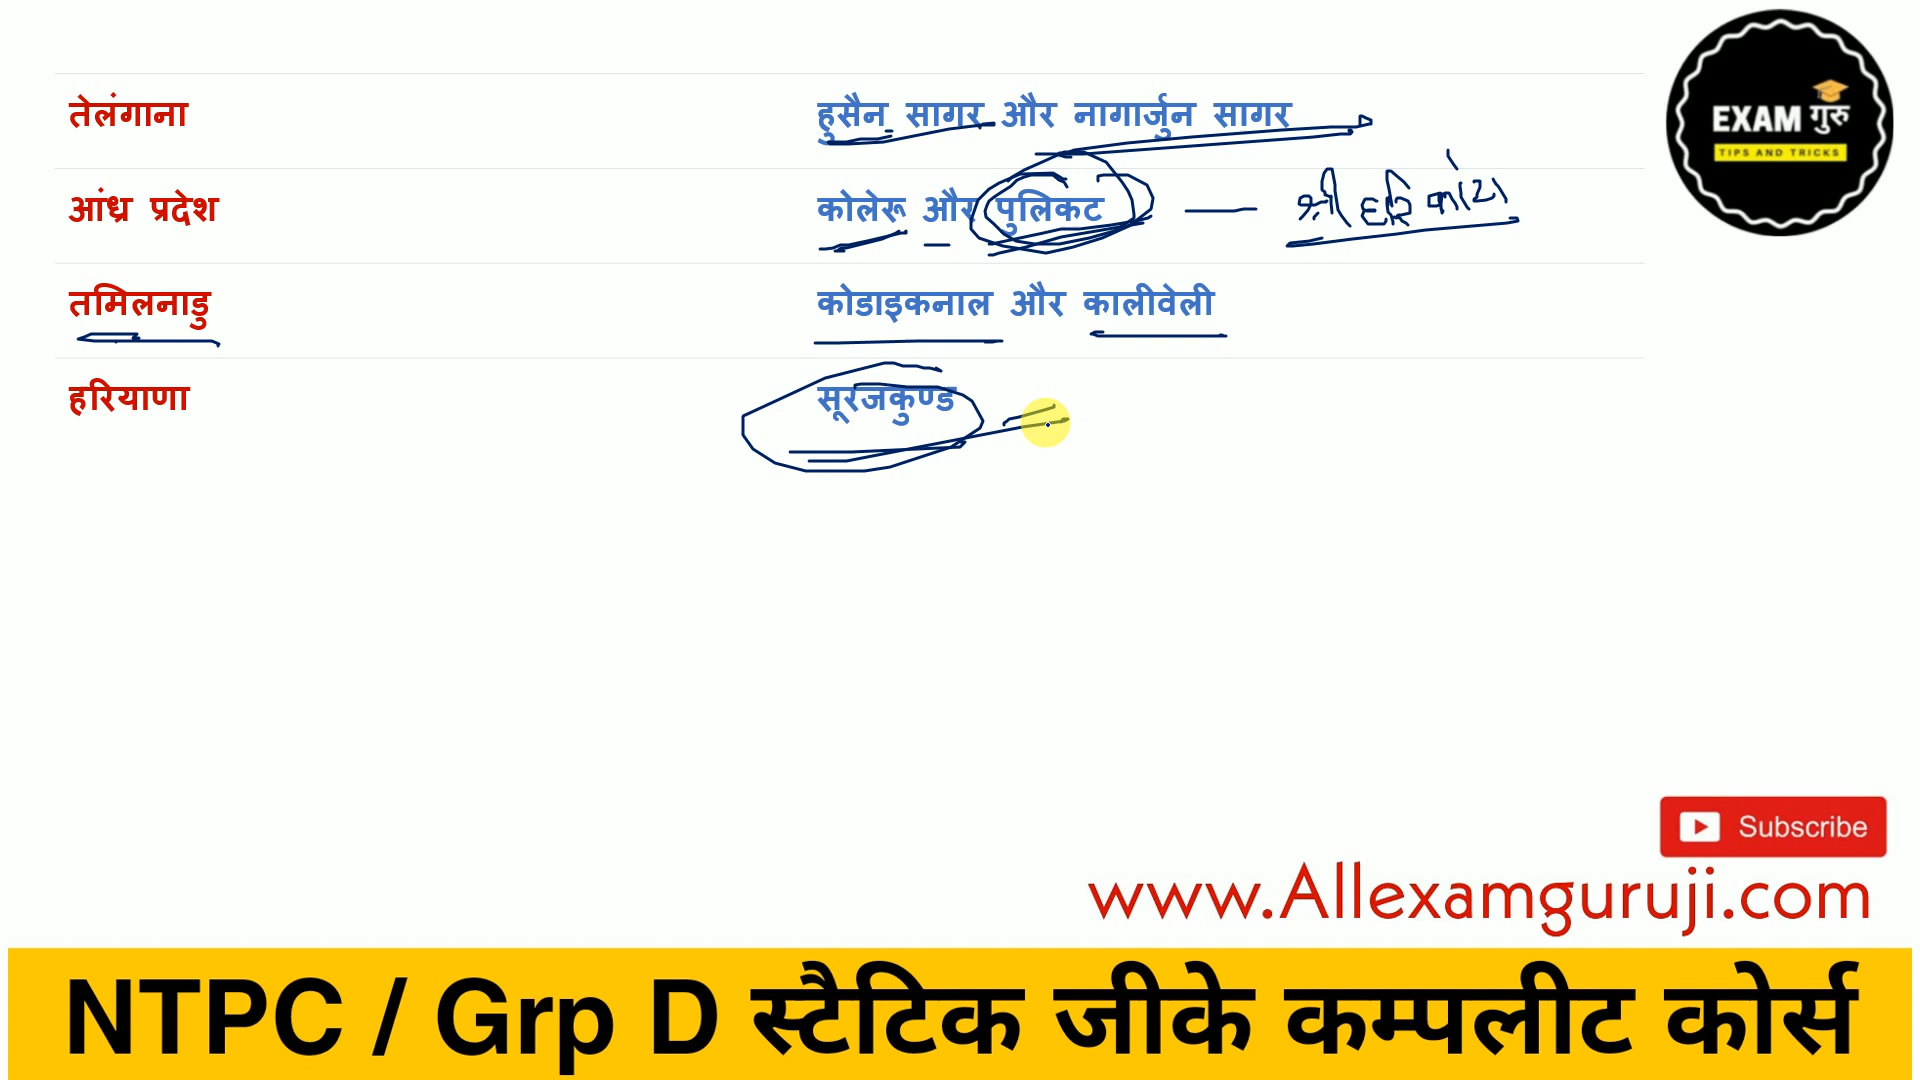 तेलंगाना हुसैन सागर और नागार्जुन सागर
EXAM गुरु
TIPS AND TRICKS
आंध्र प्रदेश कोलेरू और पुलिकट — श्री हरि कोटा
तमिलनाडु कोडाइकनाल और कालीवेली
हरियाणा सूरजकुण्ड
Subscribe
www.Allexamguruji.com
NTPC / Grp D स्टैटिक जीके कम्पलीट कोर्स